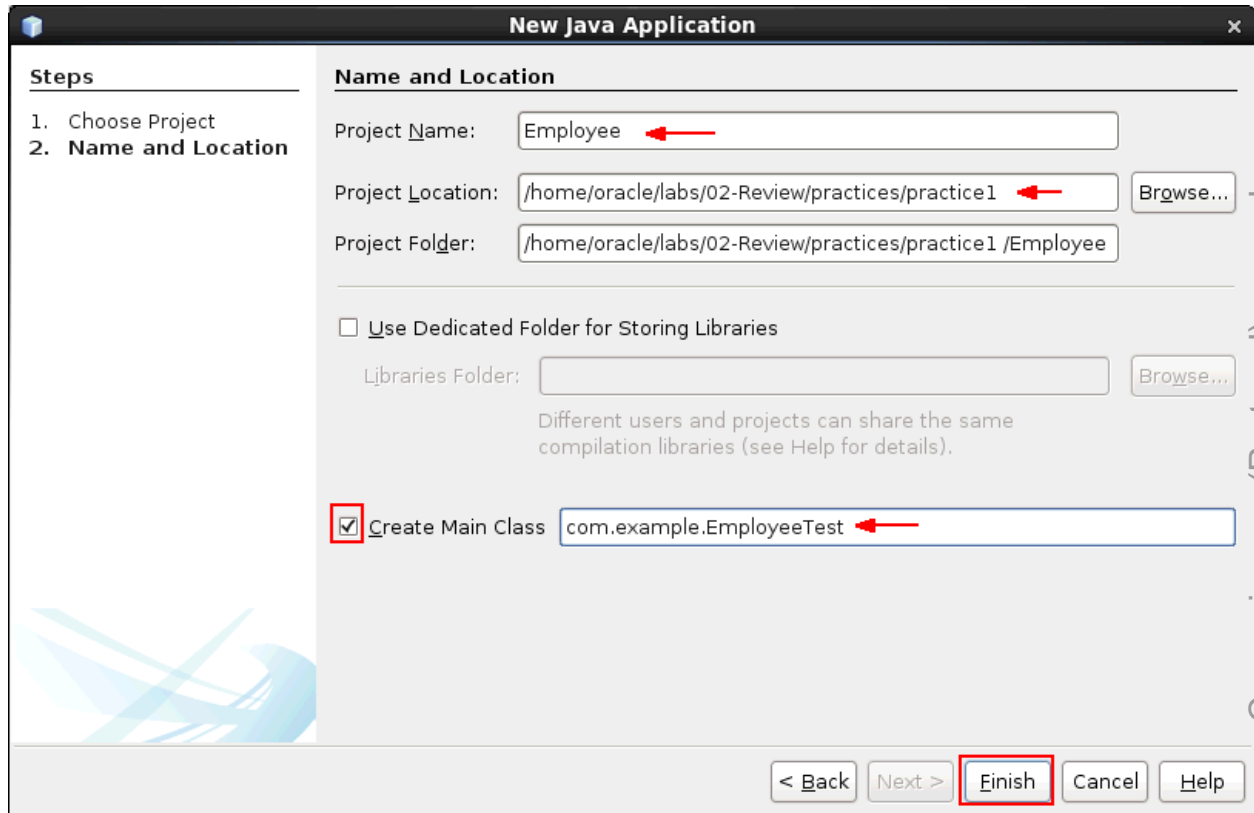 New Java Application
Steps
1. Choose Project
2. Name and Location
Name and Location
Project Name: Employee
Project Location: /home/oracle/labs/02-Review/practices/practice1 Browse...
Project Folder: /home/oracle/labs/02-Review/practices/practice1 /Employee
Use Dedicated Folder for Storing Libraries
Libraries Folder: Browse...
Different users and projects can share the same
compilation libraries (see Help for details).
Create Main Class com.example.EmployeeTest
< Back Next > Finish Cancel Help